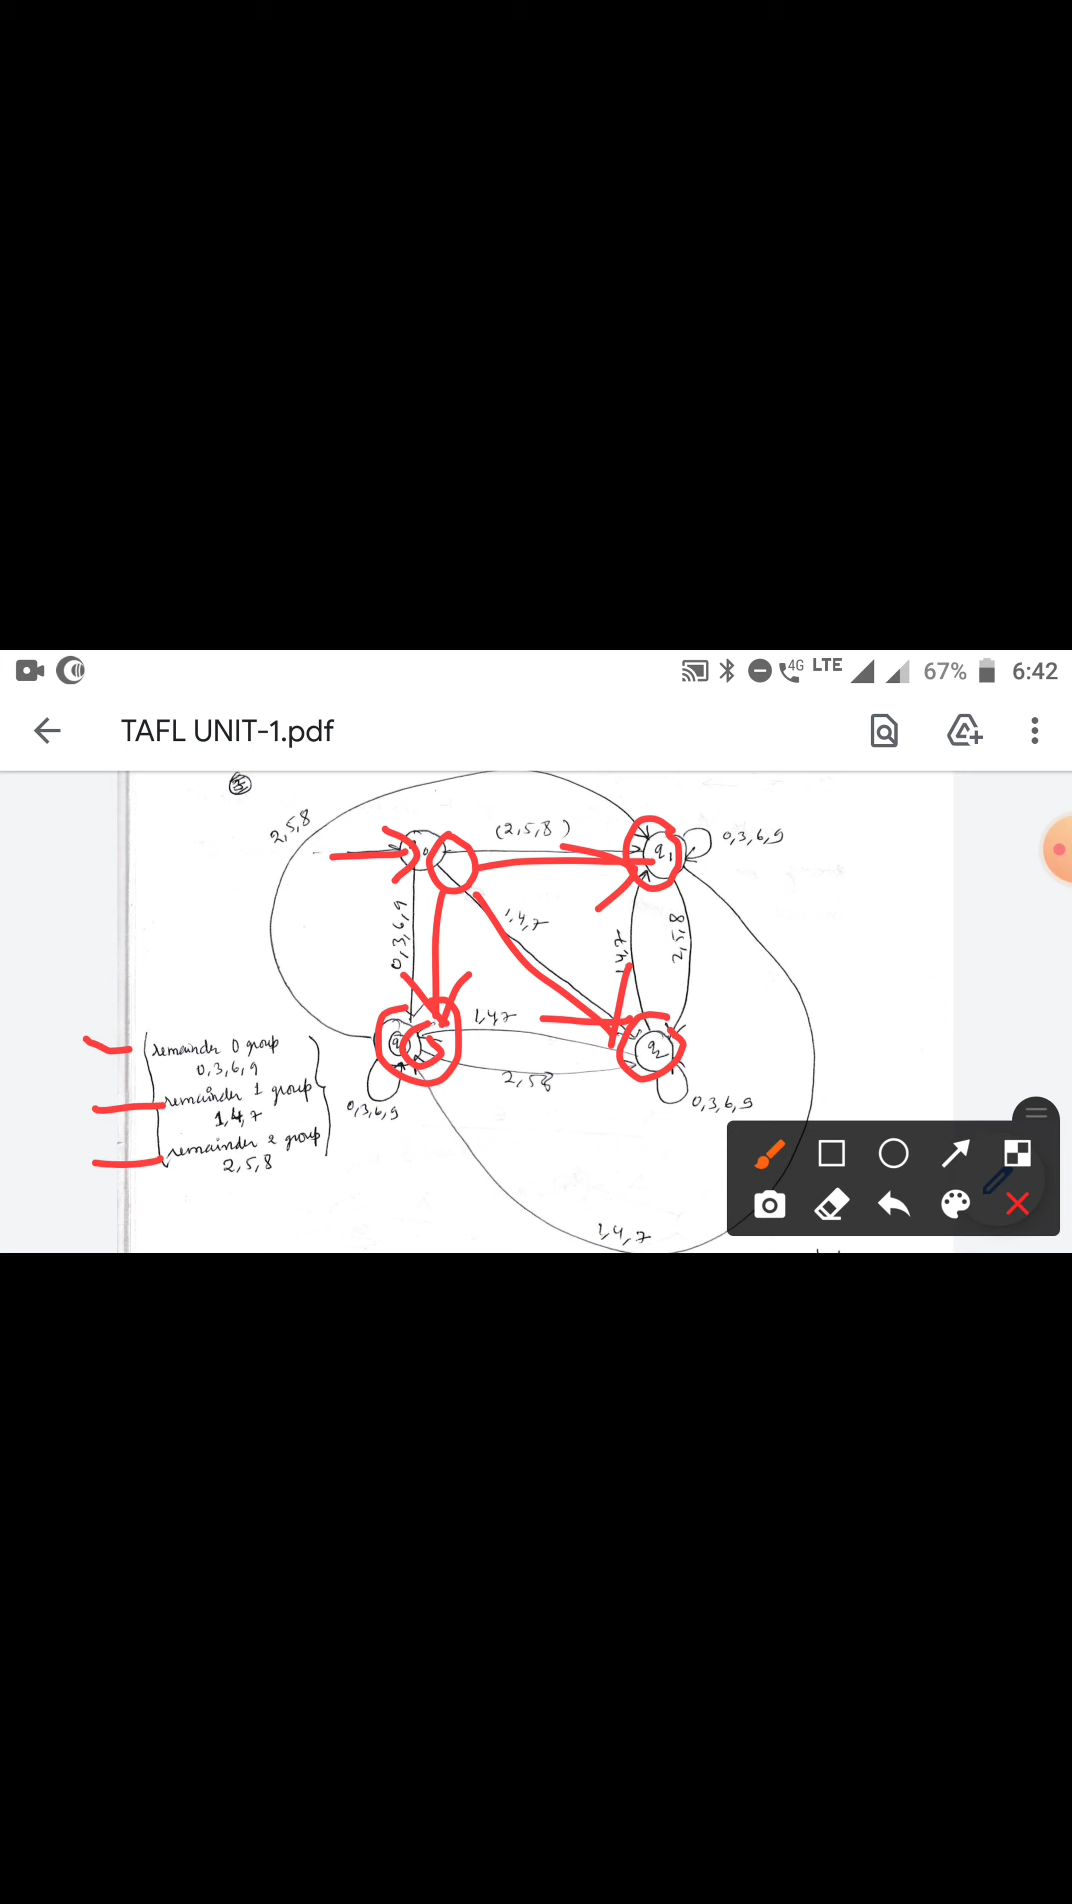 4G LTE 67% 6:42
TAFL UNIT-1.pdf
2,5,8
(2,5,8)
q1
0,3,6,9
1,4,7
0,3,6,9
1,4,7
2,5,8
1,4,7
q2
2,5,8
0,3,6,9
0,3,6,9
remainder 0 group
0,3,6,9
remainder 1 group
1,4,7
remainder 2 group
2,5,8
1,4,7